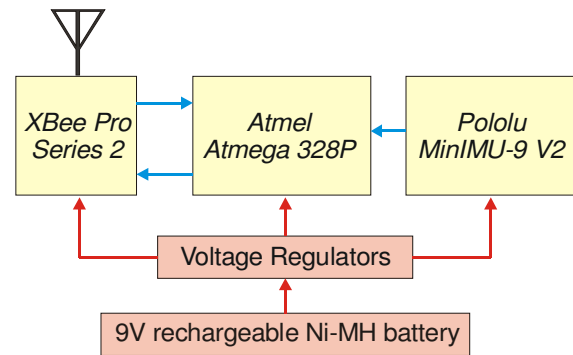 XBee Pro
Series 2
Atmel
Atmega 328P
Pololu
MinIMU-9 V2
Voltage Regulators
9V rechargeable Ni-MH battery